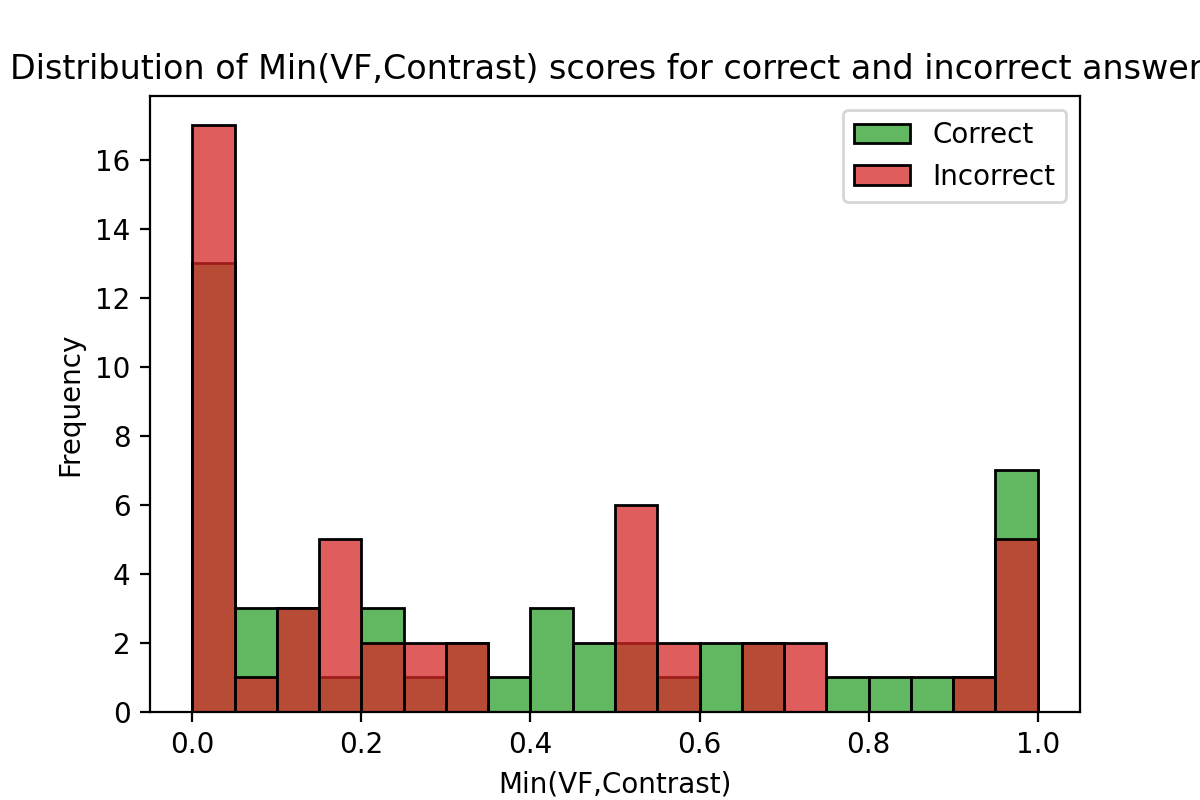 Distribution of Min(VF,Contrast) scores for correct and incorrect answer
Correct
Incorrect
16
14
12
10
8
6
4
2
0
Frequency
0.0 0.2 0.4 0.6 0.8 1.0
Min(VF,Contrast)